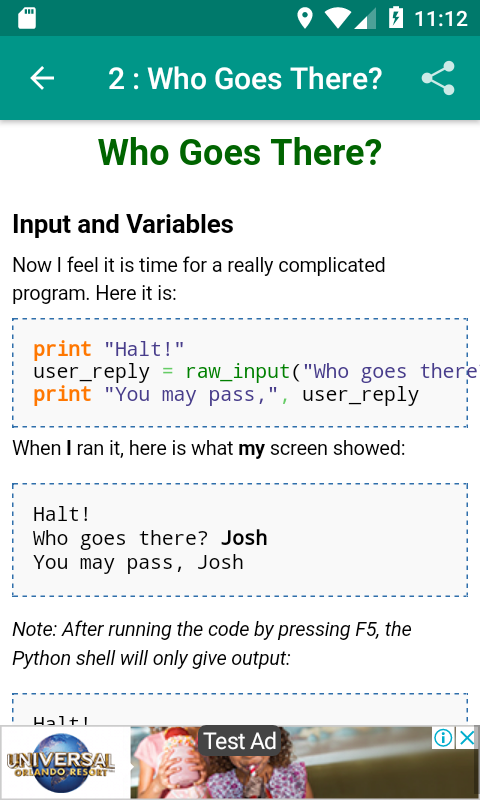 11:12
2 : Who Goes There?
Who Goes There?
Input and Variables
Now I feel it is time for a really complicated
program. Here it is:
print "Halt!"
user_reply = raw_input("Who goes there
print "You may pass,", user_reply
When I ran it, here is what my screen showed:
Halt!
Who goes there? Josh
You may pass, Josh
Note: After running the code by pressing F5, the
Python shell will only give output:
Halt!
Test Ad
UNIVERSAL
ORLANDO RESORT